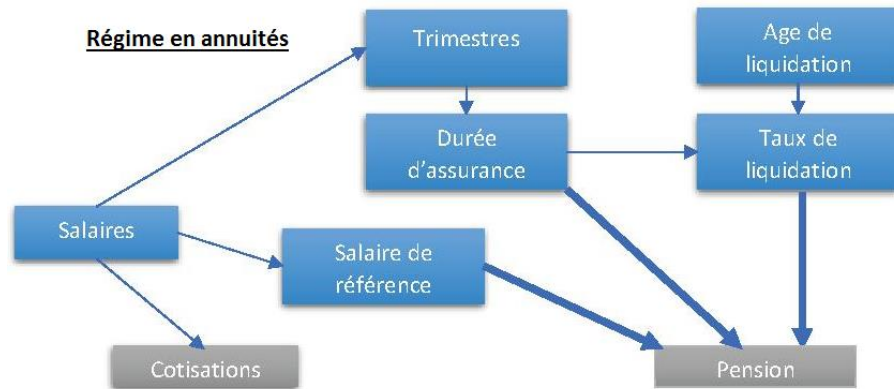 Régime en annuités
Trimestres
Age de
liquidation
Durée
d'assurance
Taux de
liquidation
Salaires
Salaire de
référence
Cotisations
Pension